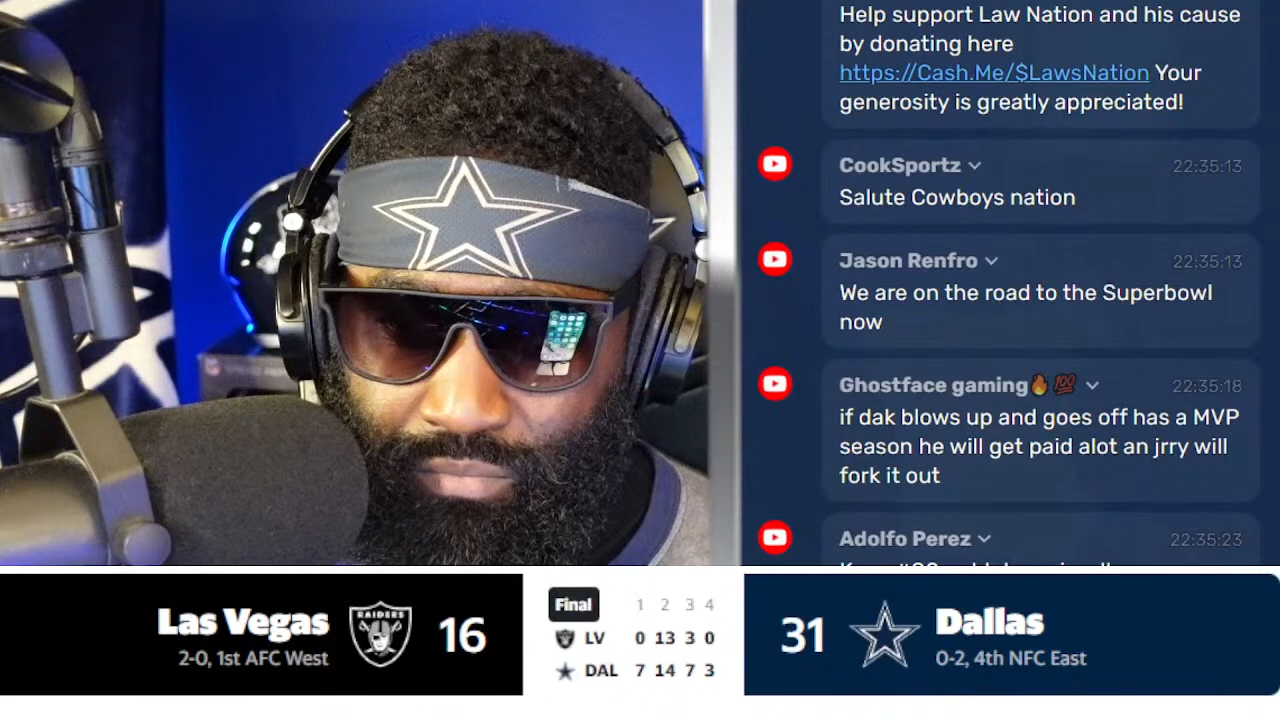 Help support Law Nation and his cause
by donating here
https://Cash.Me/$LawsNation Your
generosity is greatly appreciated!
CookSportz 22:35:13
Salute Cowboys nation
Jason Renfro 22:35:13
We are on the road to the Superbowl
now
Ghostface gaming🔥💯 22:35:18
if dak blows up and goes off has a MVP
season he will get paid alot an jrry will
fork it out
Adolfo Perez 22:35:23
Las Vegas
2-0, 1st AFC West
RAIDERS
16
Final 1 2 3 4
LV 0 13 3 0
DAL 7 14 7 3
31
Dallas
0-2, 4th NFC East